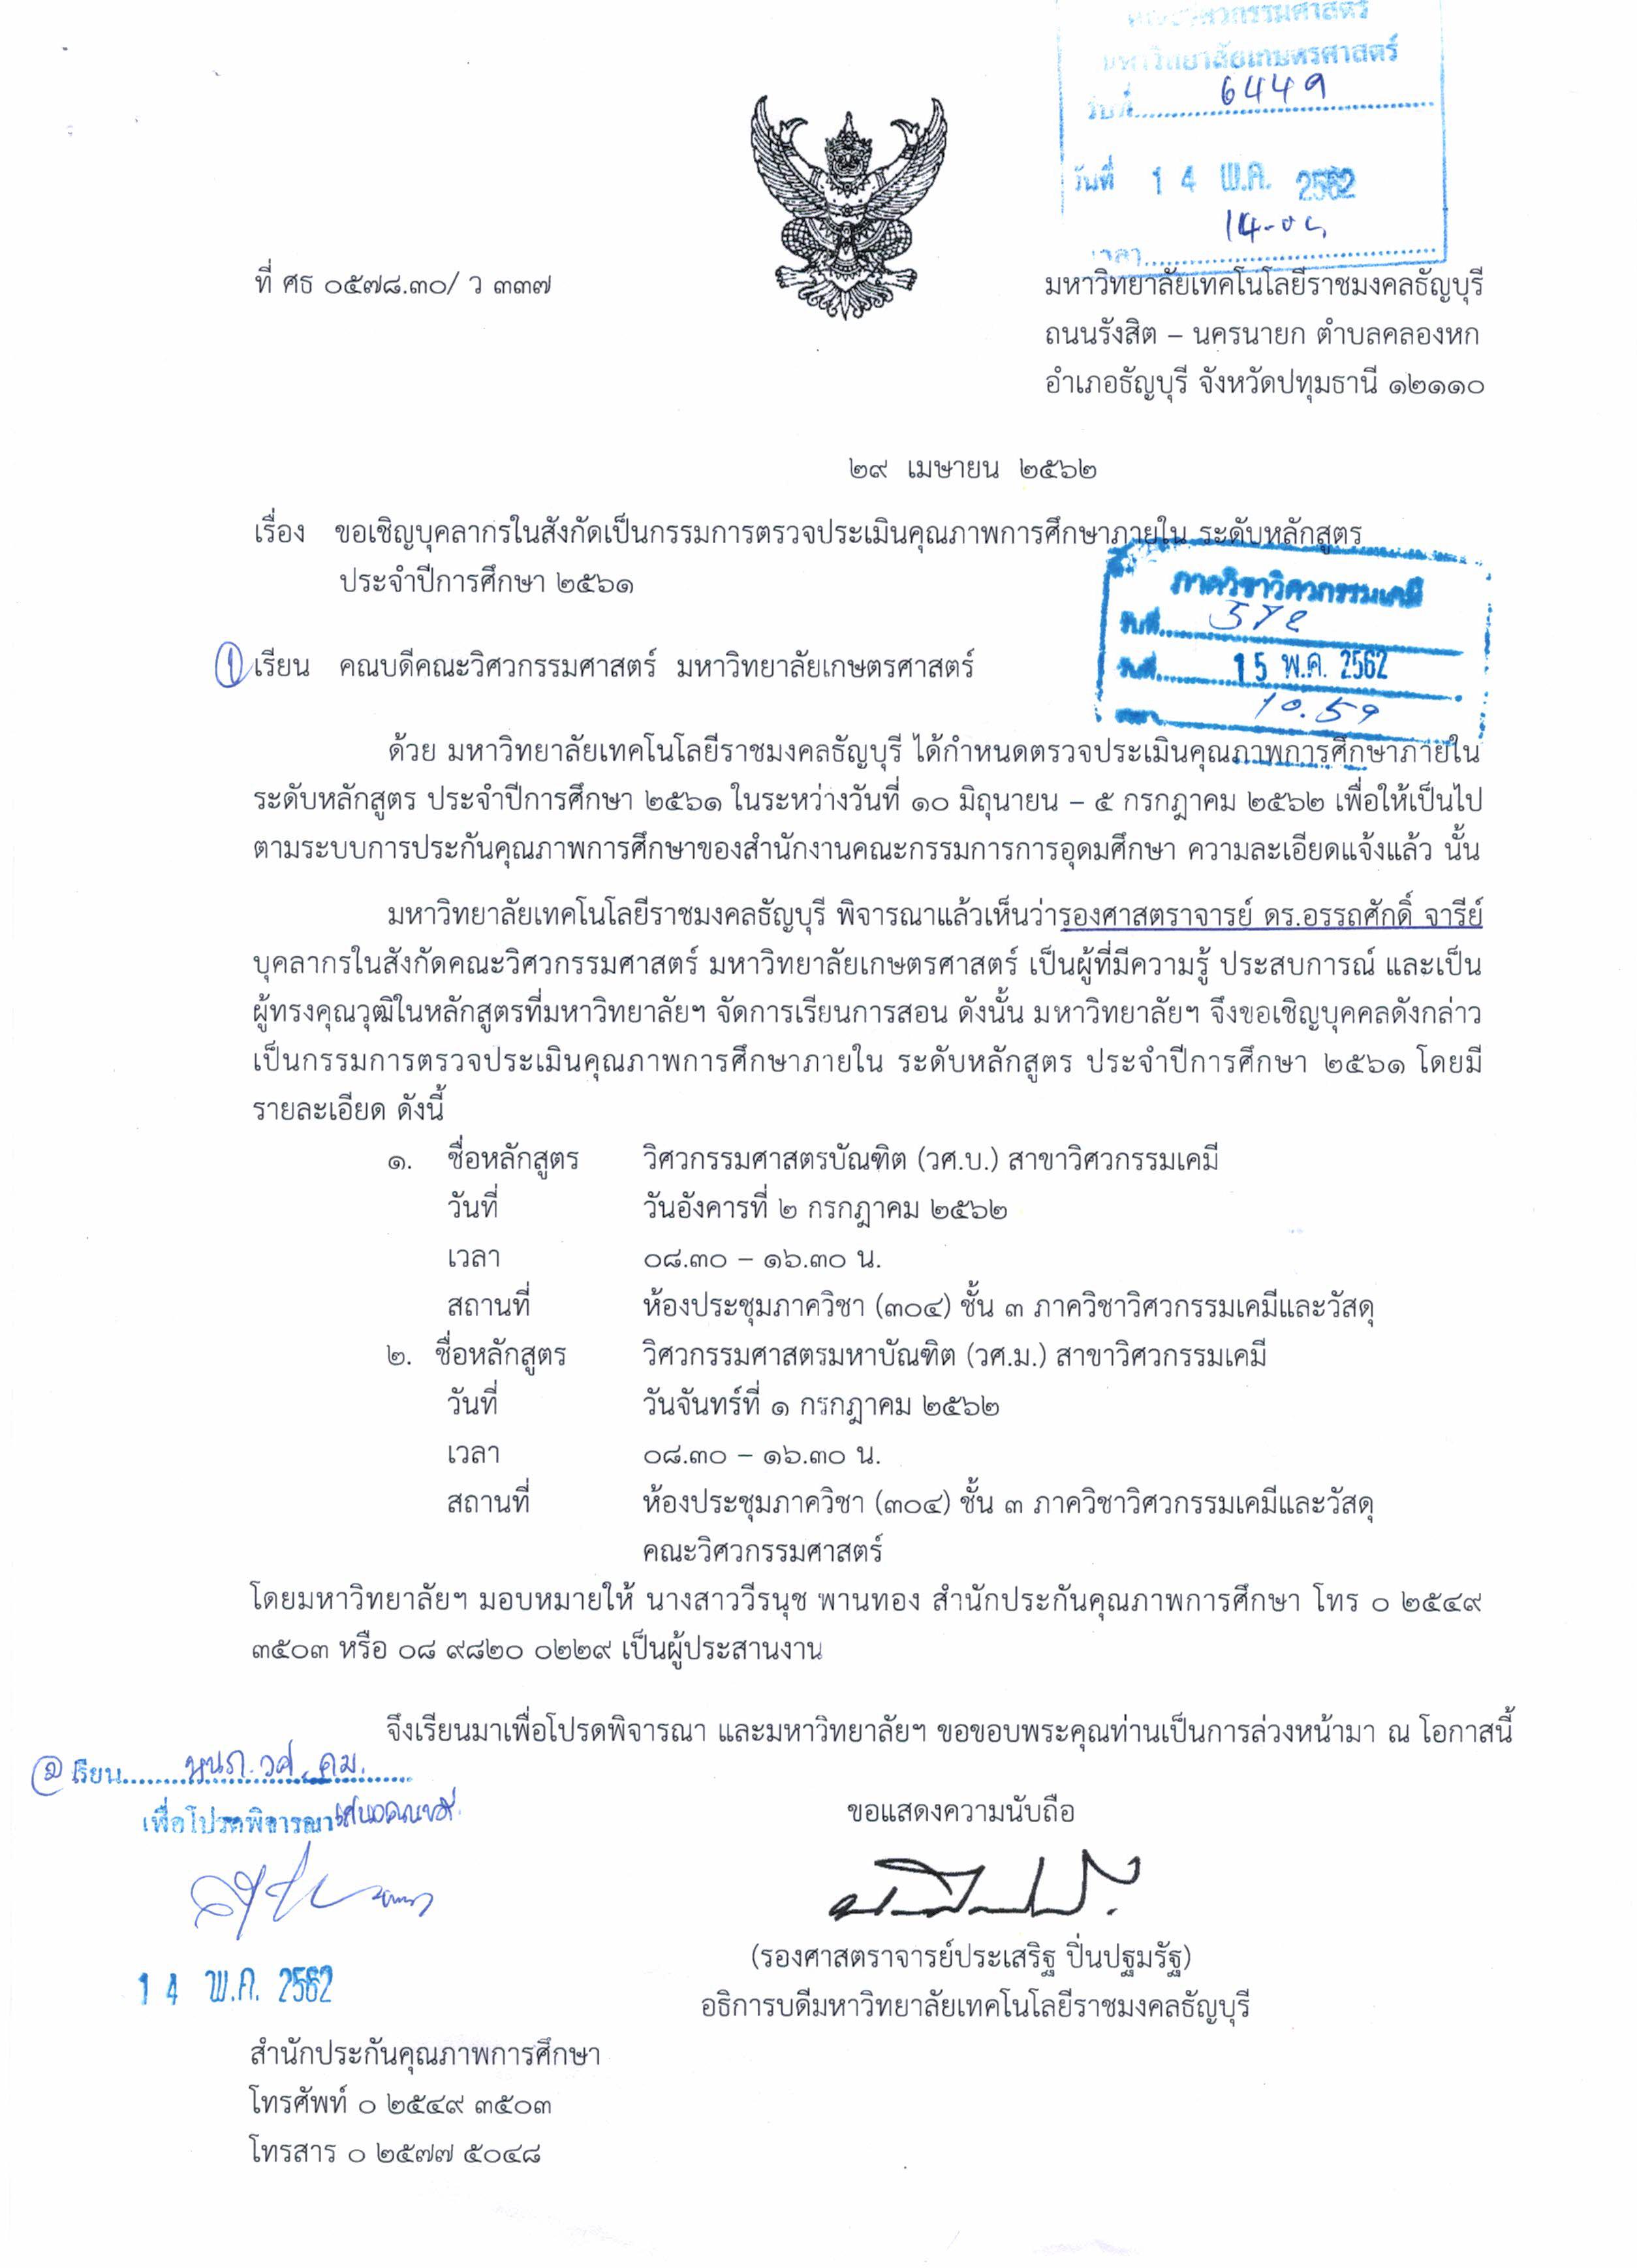 คณะวิศวกรรมศาสตร์
มหาวิทยาลัยเกษตรศาสตร์
รับที่ 6449
วันที่ 14 พ.ค. 2562
เวลา
ที่ ศธ ๐๕๗๘.๓๐/ ว ๓๓๗
มหาวิทยาลัยเทคโนโลยีราชมงคลธัญบุรี
ถนนรังสิต – นครนายก ตำบลคลองหก
อำเภอธัญบุรี จังหวัดปทุมธานี ๑๒๑๑๐
๒๙ เมษายน ๒๕๖๒
เรื่อง ขอเชิญบุคลากรในสังกัดเป็นกรรมการตรวจประเมินคุณภาพการศึกษาภายใน ระดับหลักสูตร
ประจำปีการศึกษา ๒๕๖๑
ภาควิชาวิศวกรรมเคมี
รับที่
วันที่ 15 พ.ค. 2562
เวลา 10.59
① เรียน คณบดีคณะวิศวกรรมศาสตร์ มหาวิทยาลัยเกษตรศาสตร์
ด้วย มหาวิทยาลัยเทคโนโลยีราชมงคลธัญบุรี ได้กำหนดตรวจประเมินคุณภาพการศึกษาภายใน
ระดับหลักสูตร ประจำปีการศึกษา ๒๕๖๑ ในระหว่างวันที่ ๑๐ มิถุนายน – ๕ กรกฎาคม ๒๕๖๒ เพื่อให้เป็นไป
ตามระบบการประกันคุณภาพการศึกษาของสำนักงานคณะกรรมการการอุดมศึกษา ความละเอียดแจ้งแล้ว นั้น
มหาวิทยาลัยเทคโนโลยีราชมงคลธัญบุรี พิจารณาแล้วเห็นว่ารองศาสตราจารย์ ดร.อรรถศักดิ์ จารีย์
บุคลากรในสังกัดคณะวิศวกรรมศาสตร์ มหาวิทยาลัยเกษตรศาสตร์ เป็นผู้ที่มีความรู้ ประสบการณ์ และเป็น
ผู้ทรงคุณวุฒิในหลักสูตรที่มหาวิทยาลัยฯ จัดการเรียนการสอน ดังนั้น มหาวิทยาลัยฯ จึงขอเชิญบุคคลดังกล่าว
เป็นกรรมการตรวจประเมินคุณภาพการศึกษาภายใน ระดับหลักสูตร ประจำปีการศึกษา ๒๕๖๑ โดยมี
รายละเอียด ดังนี้
๑. ชื่อหลักสูตร วิศวกรรมศาสตรบัณฑิต (วศ.บ.) สาขาวิศวกรรมเคมี
วันที่ วันอังคารที่ ๒ กรกฎาคม ๒๕๖๒
เวลา ๐๘.๓๐ – ๑๖.๓๐ น.
สถานที่ ห้องประชุมภาควิชา (๓๐๔) ชั้น ๓ ภาควิชาวิศวกรรมเคมีและวัสดุ
๒. ชื่อหลักสูตร วิศวกรรมศาสตรมหาบัณฑิต (วศ.ม.) สาขาวิศวกรรมเคมี
วันที่ วันจันทร์ที่ ๑ กรกฎาคม ๒๕๖๒
เวลา ๐๘.๓๐ – ๑๖.๓๐ น.
สถานที่ ห้องประชุมภาควิชา (๓๐๔) ชั้น ๓ ภาควิชาวิศวกรรมเคมีและวัสดุ
คณะวิศวกรรมศาสตร์
โดยมหาวิทยาลัยฯ มอบหมายให้ นางสาววีรนุช พานทอง สำนักประกันคุณภาพการศึกษา โทร ๐ ๒๕๔๙
๓๕๐๓ หรือ ๐๘ ๙๘๒๐ ๐๒๒๙ เป็นผู้ประสานงาน
จึงเรียนมาเพื่อโปรดพิจารณา และมหาวิทยาลัยฯ ขอขอบพระคุณท่านเป็นการล่วงหน้ามา ณ โอกาสนี้
② เรียน หนภ.วศ.คม.
เพื่อโปรดพิจารณา
14 พ.ค. 2562
ขอแสดงความนับถือ
(รองศาสตราจารย์ประเสริฐ ปิ่นปฐมรัฐ)
อธิการบดีมหาวิทยาลัยเทคโนโลยีราชมงคลธัญบุรี
สำนักประกันคุณภาพการศึกษา
โทรศัพท์ ๐ ๒๕๔๙ ๓๕๐๓
โทรสาร ๐ ๒๕๗๗ ๕๐๔๘